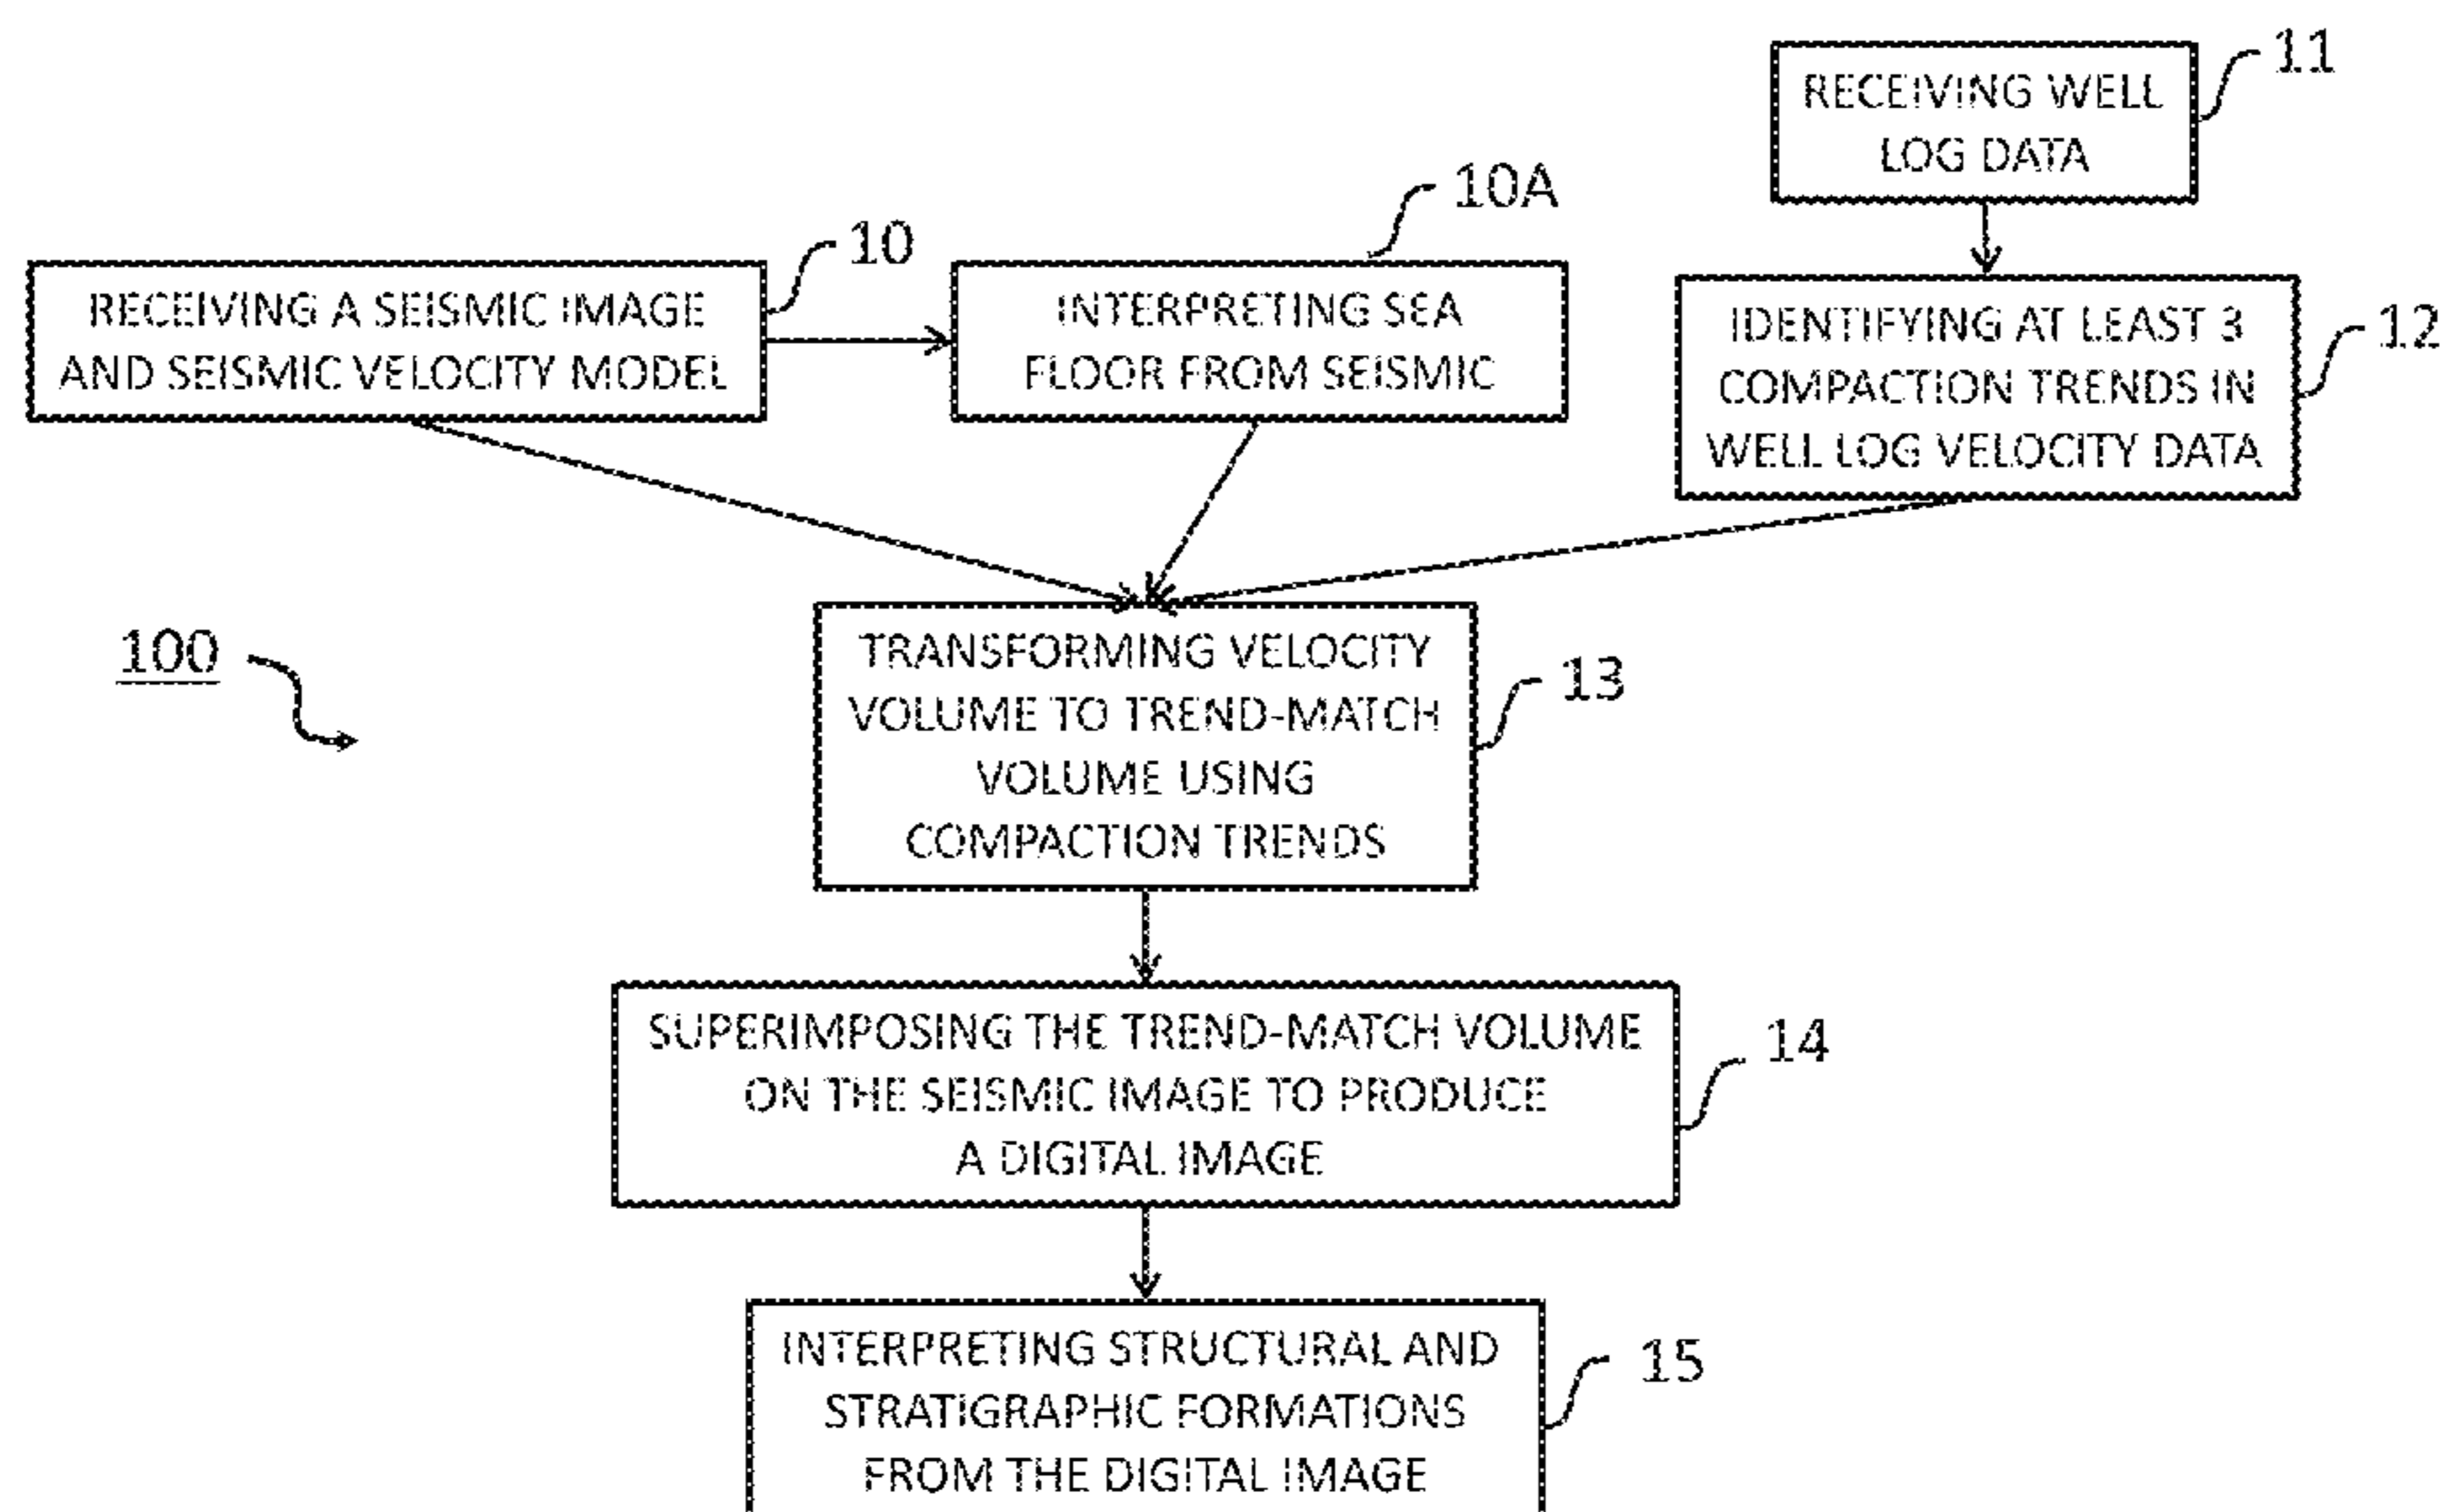 11
RECEIVING WELL
LOG DATA
10A
10
RECEIVING A SEISMIC IMAGE
AND SEISMIC VELOCITY MODEL
INTERPRETING SEA
FLOOR FROM SEISMIC
12
IDENTIFYING AT LEAST 3
COMPACTION TRENDS IN
WELL LOG VELOCITY DATA
100
13
TRANSFORMING VELOCITY
VOLUME TO TREND-MATCH
VOLUME USING
COMPACTION TRENDS
14
SUPERIMPOSING THE TREND-MATCH VOLUME
ON THE SEISMIC IMAGE TO PRODUCE
A DIGITAL IMAGE
15
INTERPRETING STRUCTURAL AND
STRATIGRAPHIC FORMATIONS
FROM THE DIGITAL IMAGE